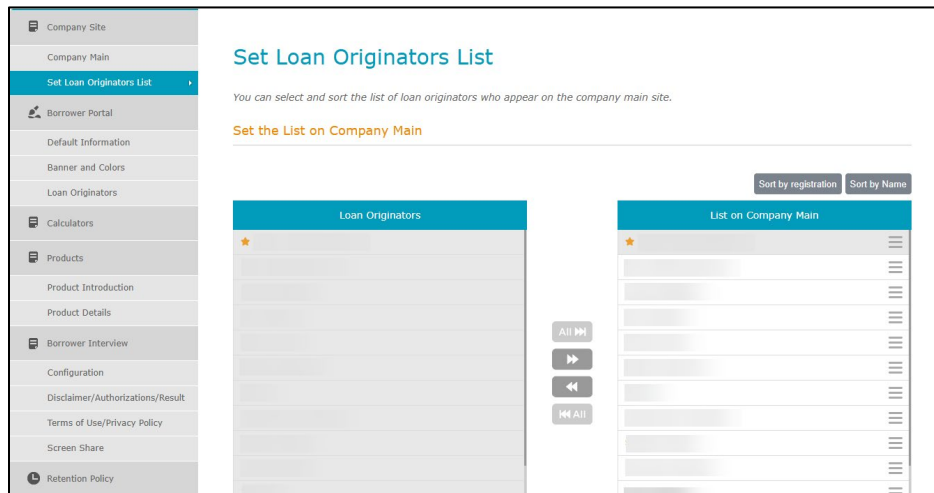 Company Site
Company Main
Set Loan Originators List
Borrower Portal
Default Information
Banner and Colors
Loan Originators
Calculators
Products
Product Introduction
Product Details
Borrower Interview
Configuration
Disclaimer/Authorizations/Result
Terms of Use/Privacy Policy
Screen Share
Retention Policy
Set Loan Originators List
You can select and sort the list of loan originators who appear on the company main site.
Set the List on Company Main
Sort by registration Sort by Name
Loan Originators
List on Company Main
All
All